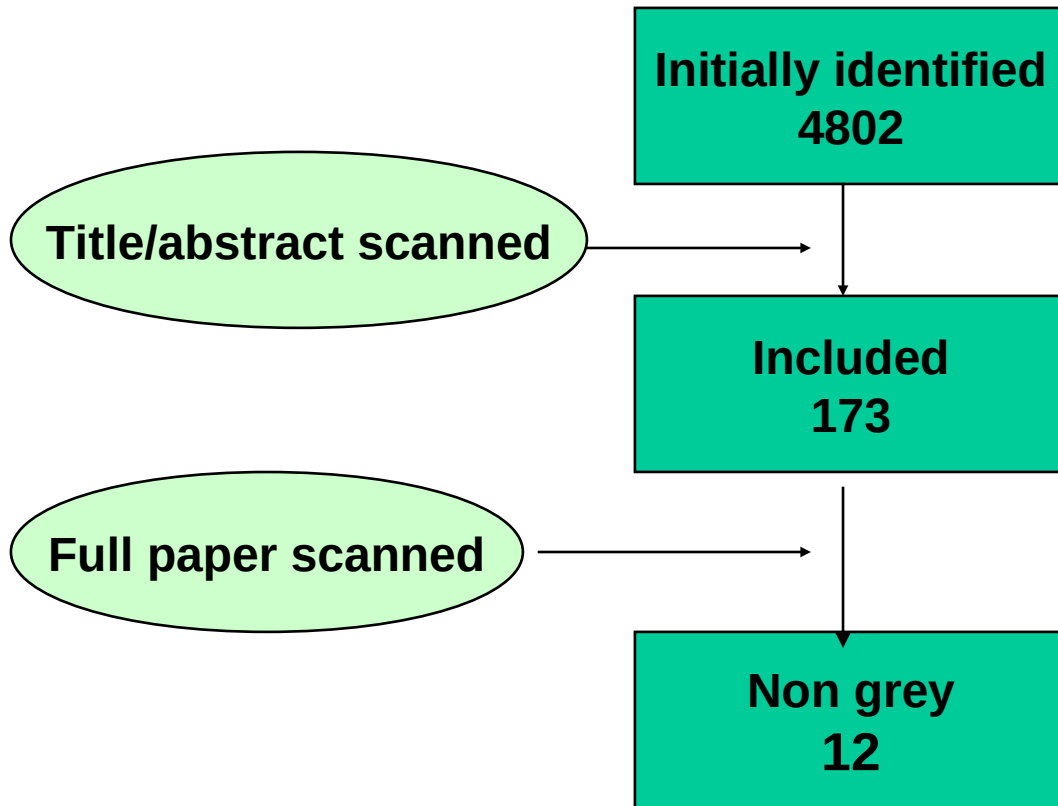 Initially identified
4802
Title/abstract scanned
Included
173
Full paper scanned
Non grey
12